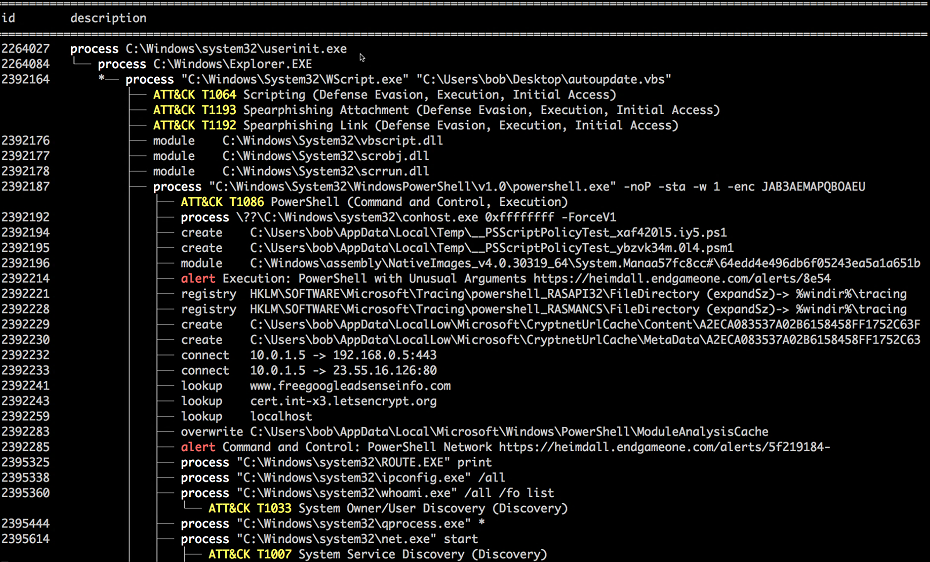 id description
2264027 process C:\Windows\system32\userinit.exe
2264084 process C:\Windows\Explorer.EXE
2392164 *— process "C:\Windows\System32\WScript.exe" "C:\Users\bob\Desktop\autoupdate.vbs"
ATT&CK T1064 Scripting (Defense Evasion, Execution, Initial Access)
ATT&CK T1193 Spearphishing Attachment (Defense Evasion, Execution, Initial Access)
ATT&CK T1192 Spearphishing Link (Defense Evasion, Execution, Initial Access)
2392176 module C:\Windows\System32\vbscript.dll
2392177 module C:\Windows\System32\scrobj.dll
2392178 module C:\Windows\System32\scrrun.dll
2392187 process "C:\Windows\System32\WindowsPowerShell\v1.0\powershell.exe" -noP -sta -w 1 -enc JAB3AEMAPQBOAEU
ATT&CK T1086 PowerShell (Command and Control, Execution)
2392192 process \??\C:\Windows\system32\conhost.exe 0xffffffff -ForceV1
2392194 create C:\Users\bob\AppData\Local\Temp\__PSScriptPolicyTest_xaf420l5.iy5.ps1
2392195 create C:\Users\bob\AppData\Local\Temp\__PSScriptPolicyTest_ybzvk34m.0l4.psm1
2392196 module C:\Windows\assembly\NativeImages_v4.0.30319_64\System.Manaa57fc8cc#\64edd4e496db6f05243ea5a1a651b
2392214 alert Execution: PowerShell with Unusual Arguments https://heimdall.endgameone.com/alerts/8e54
2392221 registry HKLM\SOFTWARE\Microsoft\Tracing\powershell_RASAPI32\FileDirectory (expandSz)-> %windir%\tracing
2392228 registry HKLM\SOFTWARE\Microsoft\Tracing\powershell_RASMANCS\FileDirectory (expandSz)-> %windir%\tracing
2392229 create C:\Users\bob\AppData\LocalLow\Microsoft\CryptnetUrlCache\Content\A2ECA083537A02B6158458FF1752C63F
2392230 create C:\Users\bob\AppData\LocalLow\Microsoft\CryptnetUrlCache\MetaData\A2ECA083537A02B6158458FF1752C63
2392232 connect 10.0.1.5 -> 192.168.0.5:443
2392233 connect 10.0.1.5 -> 23.55.16.126:80
2392241 lookup www.freegoogleadsenseinfo.com
2392243 lookup cert.int-x3.letsencrypt.org
2392259 lookup localhost
2392283 overwrite C:\Users\bob\AppData\Local\Microsoft\Windows\PowerShell\ModuleAnalysisCache
2392285 alert Command and Control: PowerShell Network https://heimdall.endgameone.com/alerts/5f219184-
2395325 process "C:\Windows\system32\ROUTE.EXE" print
2395338 process "C:\Windows\system32\ipconfig.exe" /all
2395360 process "C:\Windows\system32\whoami.exe" /all /fo list
ATT&CK T1033 System Owner/User Discovery (Discovery)
2395444 process "C:\Windows\system32\qprocess.exe" *
2395614 process "C:\Windows\system32\net.exe" start
ATT&CK T1007 System Service Discovery (Discovery)